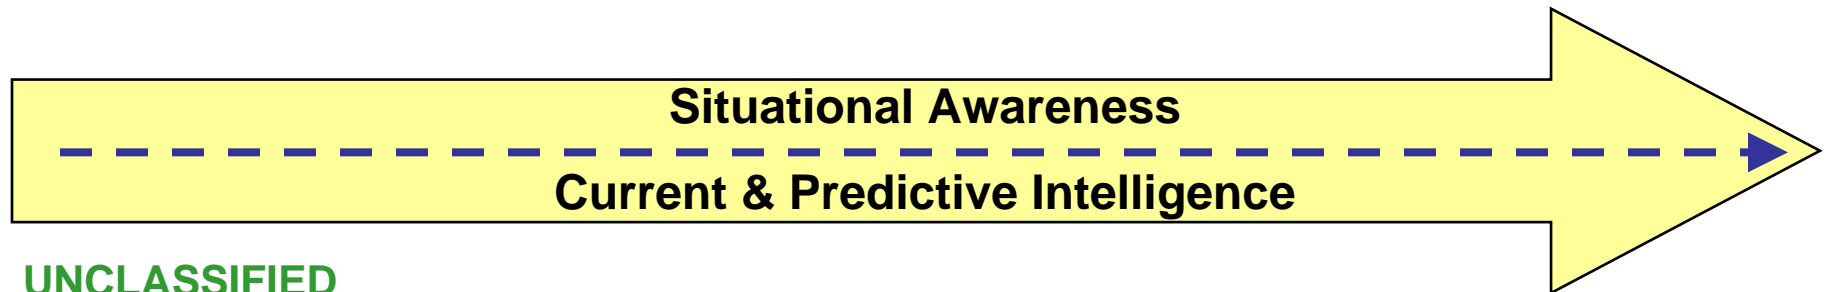 Situational Awareness
Current & Predictive Intelligence
UNCLASSIFIED